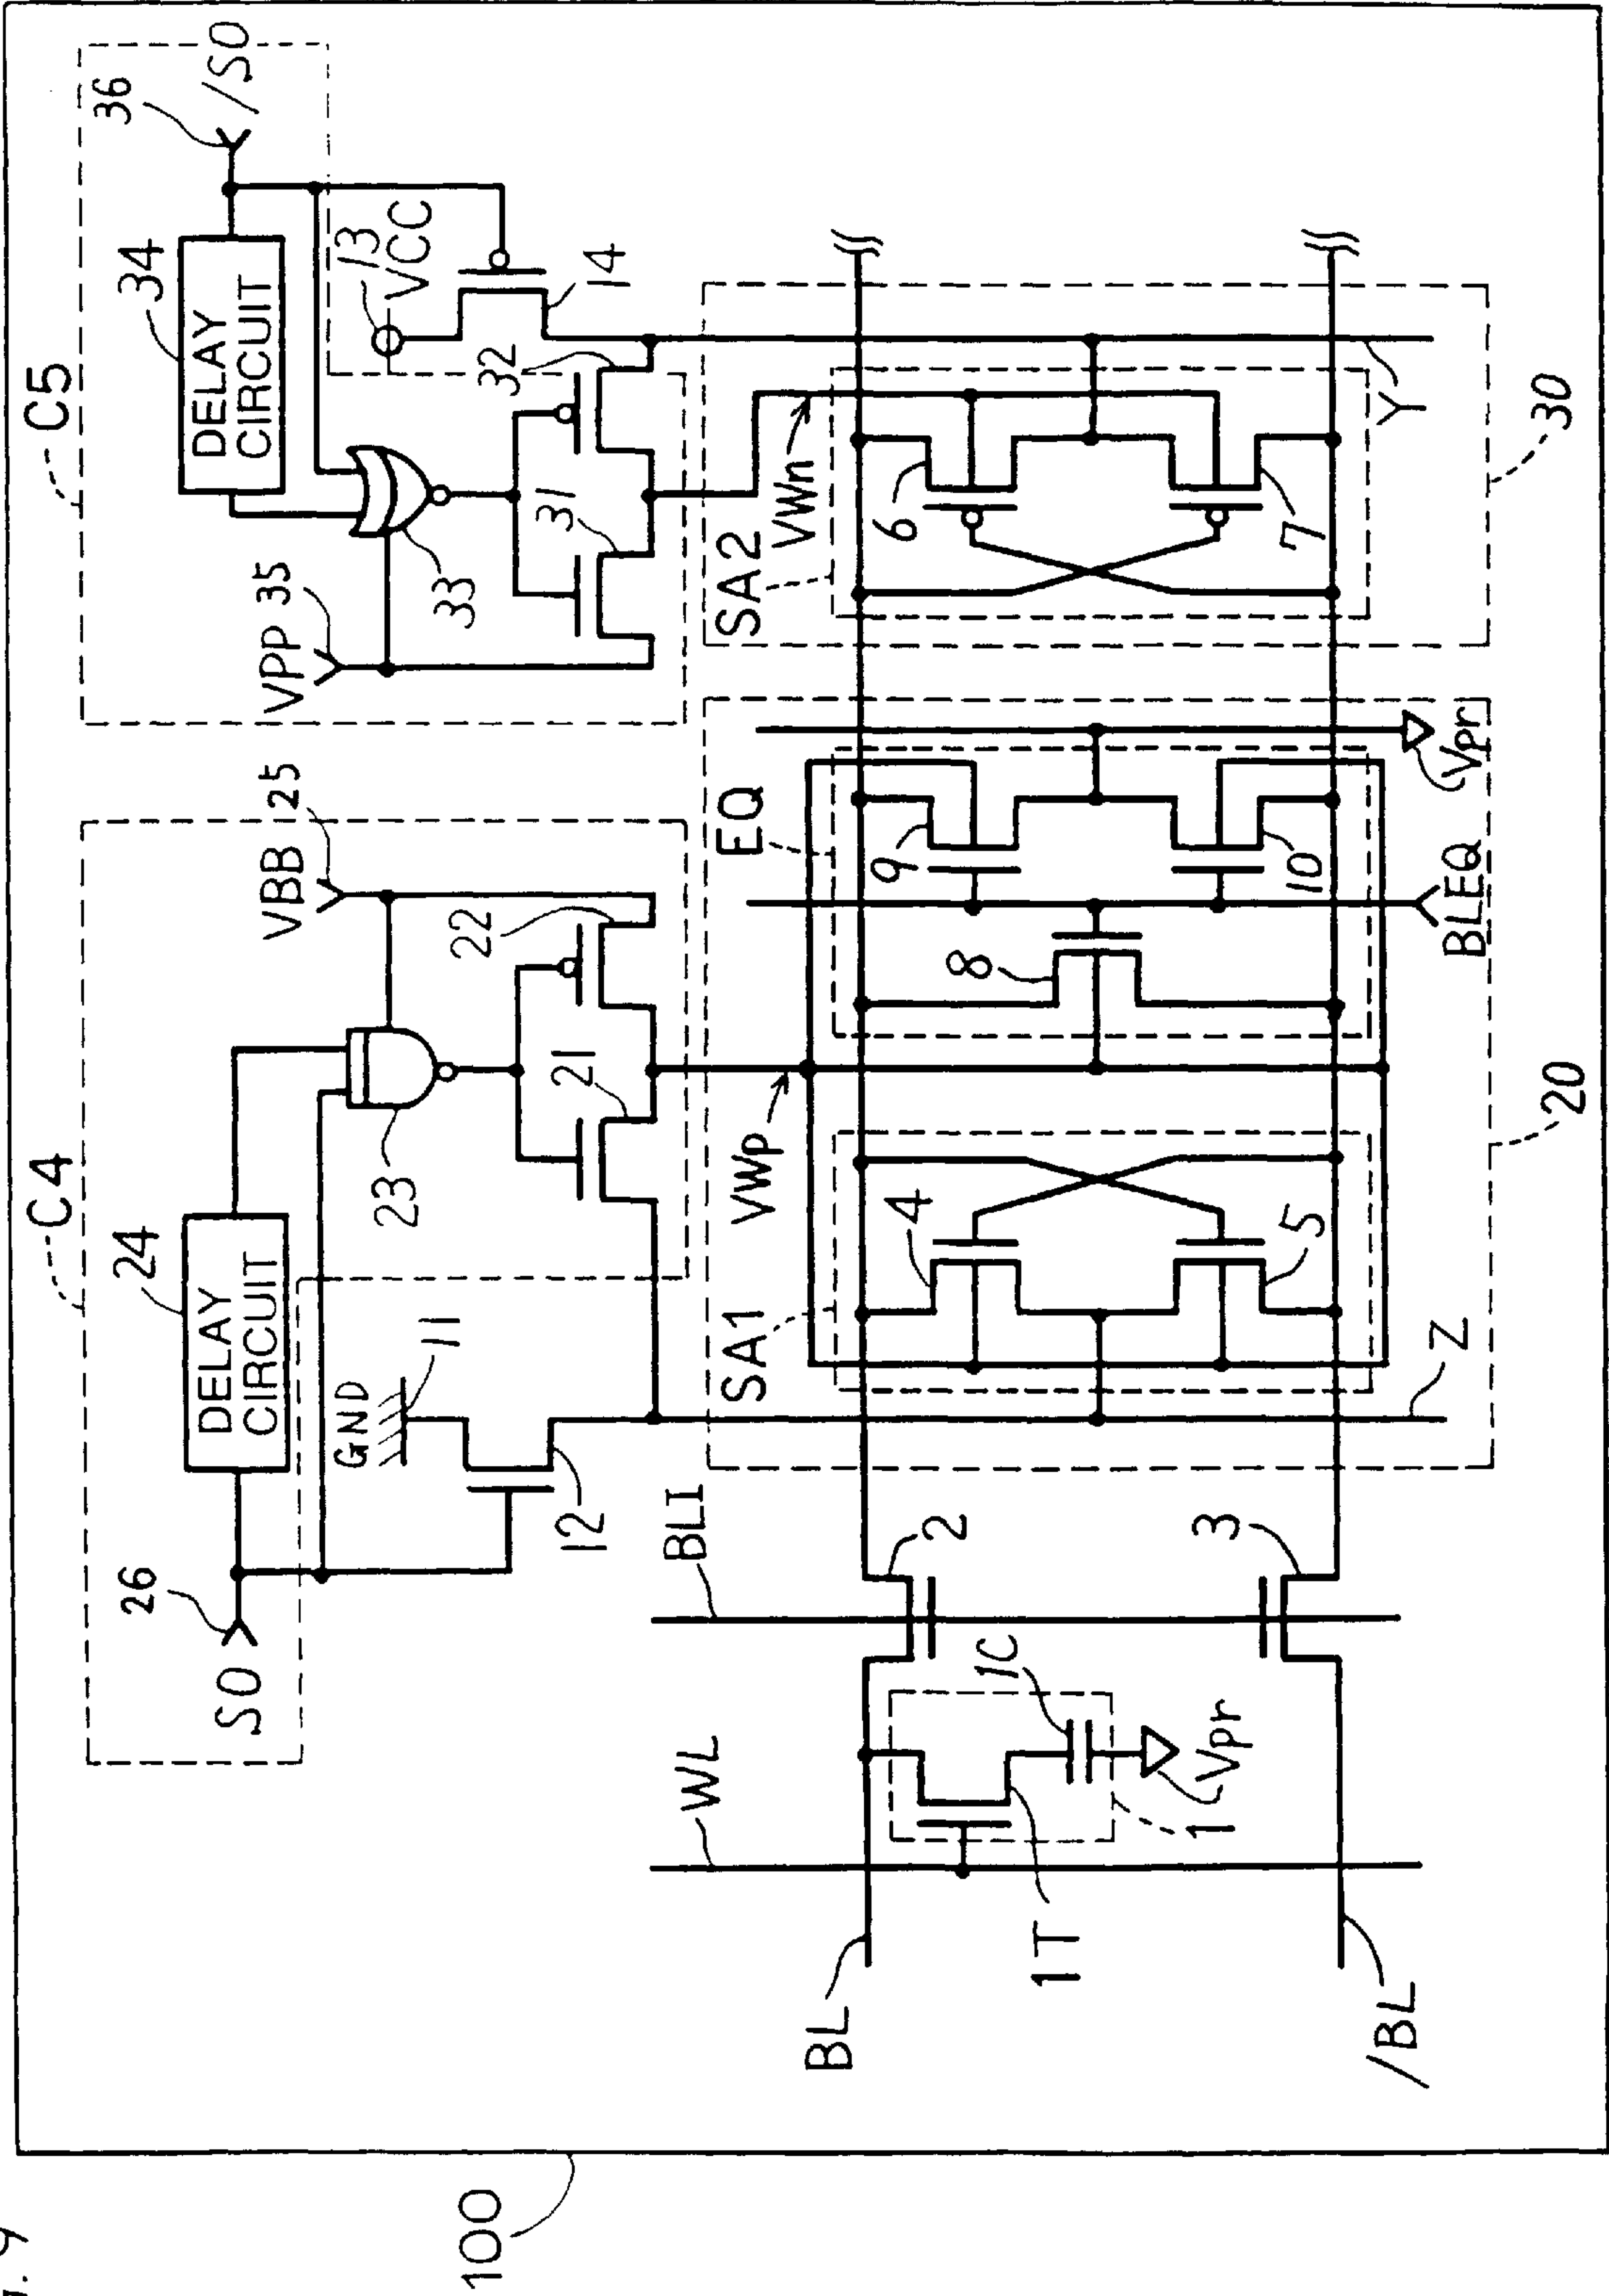 C4
C5
26
SO
24
DELAY
CIRCUIT
VBB 25
VPP 35
34
DELAY
CIRCUIT
36
/SO
GND
11
23
33
13
VCC
12
21
22
31
32
14
WL
BLI
SA1
VWp
EQ
SA2
VWn
BL
2
4
8
9
6
1T
1C
1
Vpr
3
5
10
7
/BL
Z
BLEQ
Vpr
Y
20
30
100